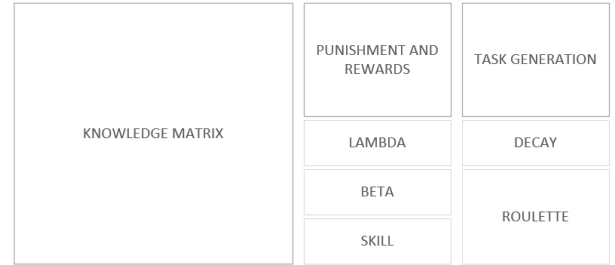 KNOWLEDGE MATRIX
PUNISHMENT AND
REWARDS
LAMBDA
BETA
SKILL
TASK GENERATION
DECAY
ROULETTE